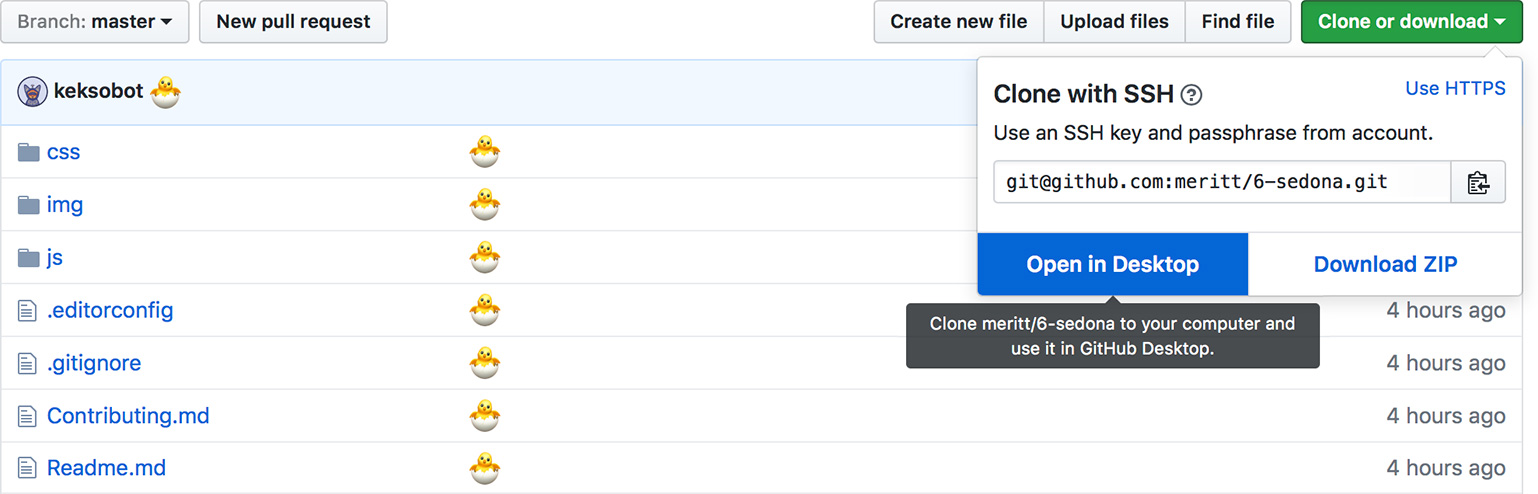 Branch: master New pull request Create new file Upload files Find file Clone or download
keksobot 🐣
Clone with SSH ? Use HTTPS
Use an SSH key and passphrase from account.
git@github.com:meritt/6-sedona.git
Open in Desktop Download ZIP
Clone meritt/6-sedona to your computer and
use it in GitHub Desktop.
css 🐣
img 🐣
js 🐣
.editorconfig 🐣 4 hours ago
.gitignore 🐣 4 hours ago
Contributing.md 🐣 4 hours ago
Readme.md 🐣 4 hours ago